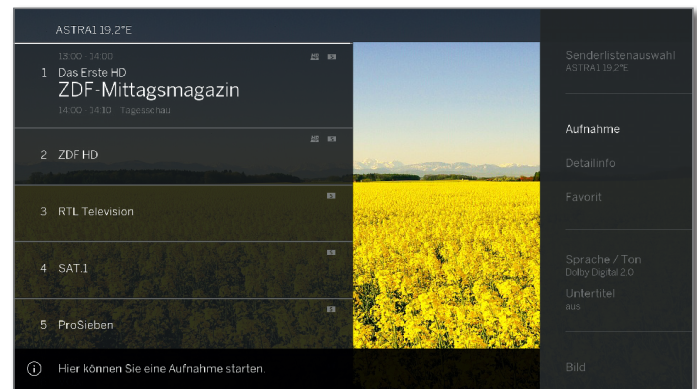 ASTRA1 19,2°E
13:00 - 14:00
1 Das Erste HD
ZDF-Mittagsmagazin
14:00 - 14:10 Tagesschau
2 ZDF HD
3 RTL Television
4 SAT.1
5 ProSieben
Hier können Sie eine Aufnahme starten.
Senderlistenauswahl
ASTRA1 19,2°E
Aufnahme
Detailinfo
Favorit
Sprache / Ton
Dolby Digital 2.0
Untertitel
aus
Bild